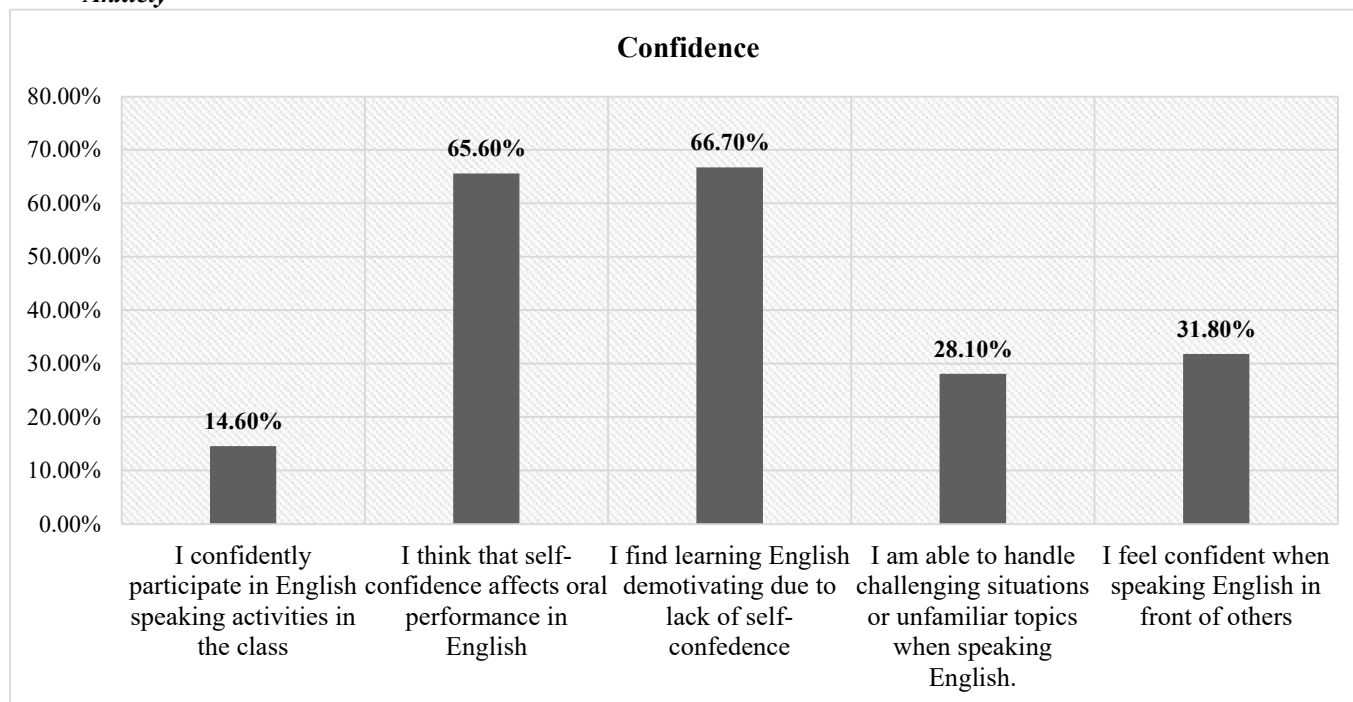 Anxiety
Confidence
80.00%
70.00%
60.00%
50.00%
40.00%
30.00%
20.00%
10.00%
0.00%
14.60%
65.60%
66.70%
28.10%
31.80%
I confidently
participate in English
speaking activities in
the class
I think that self-
confidence affects oral
performance in
English
I find learning English
demotivating due to
lack of self-
confedence
I am able to handle
challenging situations
or unfamiliar topics
when speaking
English.
I feel confident when
speaking English in
front of others